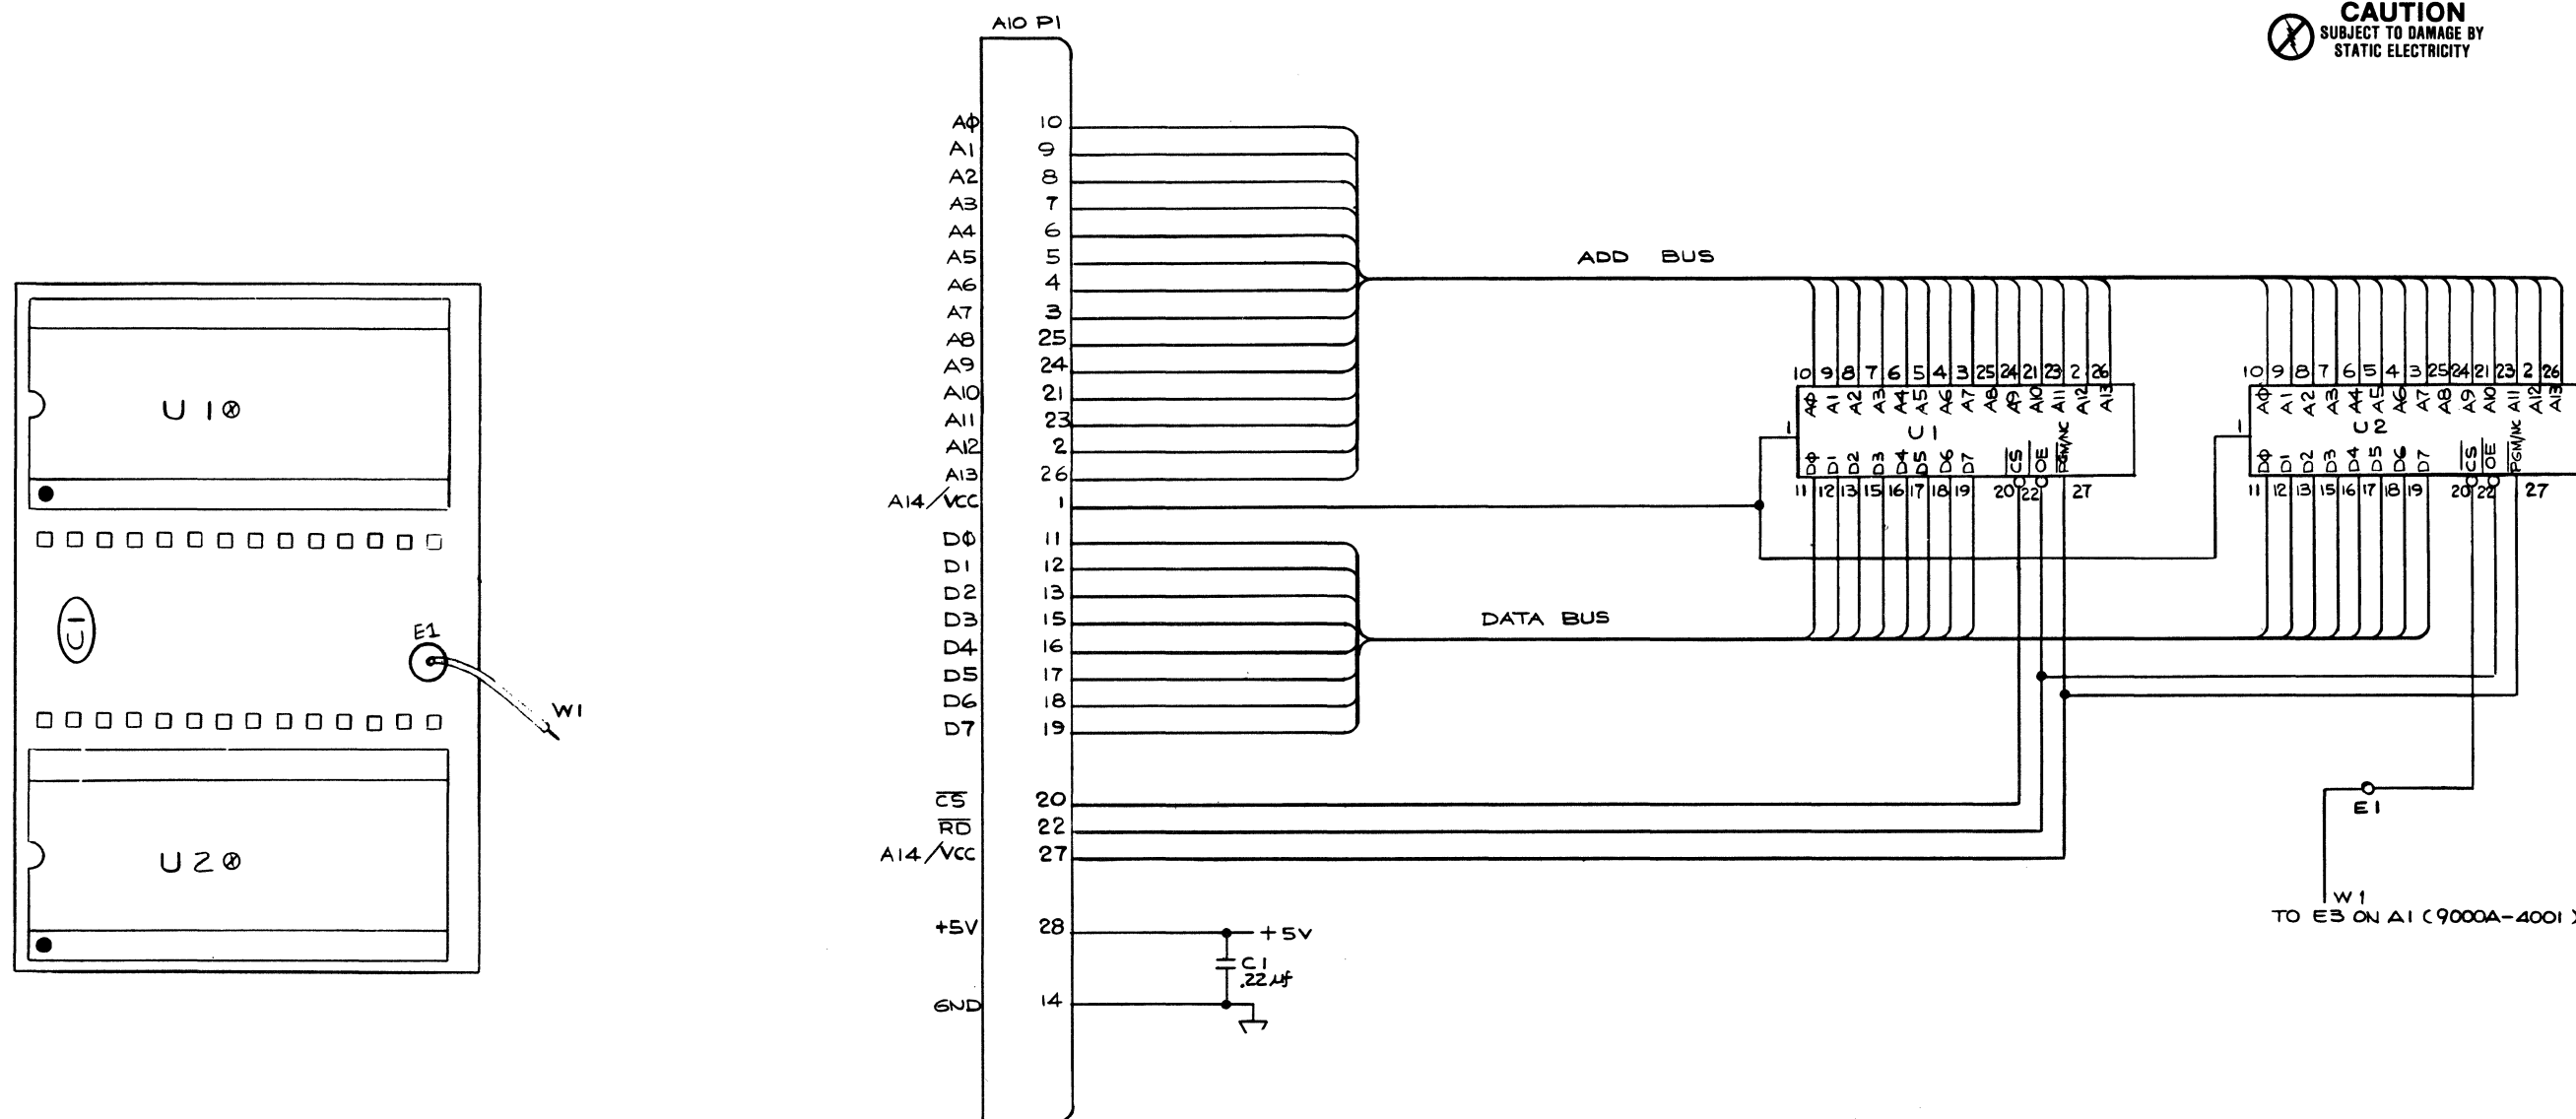 A10 P1
CAUTION
SUBJECT TO DAMAGE BY
STATIC ELECTRICITY
AΦ 10
A1 9
A2 8
A3 7
A4 6
A5 5
A6 4
A7 3
A8 25
A9 24
A10 21
A11 23
A12 2
A13 26
A14/VCC 1
DΦ 11
D1 12
D2 13
D3 15
D4 16
D5 17
D6 18
D7 19
C̅S̅ 20
R̅D̅ 22
A14/VCC 27
+5V 28
GND 14
ADD BUS
DATA BUS
+5V
C1
.22µf
10 9 8 7 6 5 4 3 25 24 21 23 2 26
AΦ A1 A2 A3 A4 A5 A6 A7 A8 A9 A10 A11 A12 A13
1
U1
DΦ D1 D2 D3 D4 D5 D6 D7 C̅S̅ O̅E̅ P̅G̅M̅/NC
11 12 13 15 16 17 18 19 20 22 27
10 9 8 7 6 5 4 3 25 24 21 23 2 26
AΦ A1 A2 A3 A4 A5 A6 A7 A8 A9 A10 A11 A12 A13
1
U2
DΦ D1 D2 D3 D4 D5 D6 D7 C̅S̅ O̅E̅ P̅G̅M̅/NC
11 12 13 15 16 17 18 19 20 22 27
E1
W1
TO E3 ON A1 (9000A-4001)
U1⊗
C1
E1
W1
U2⊗